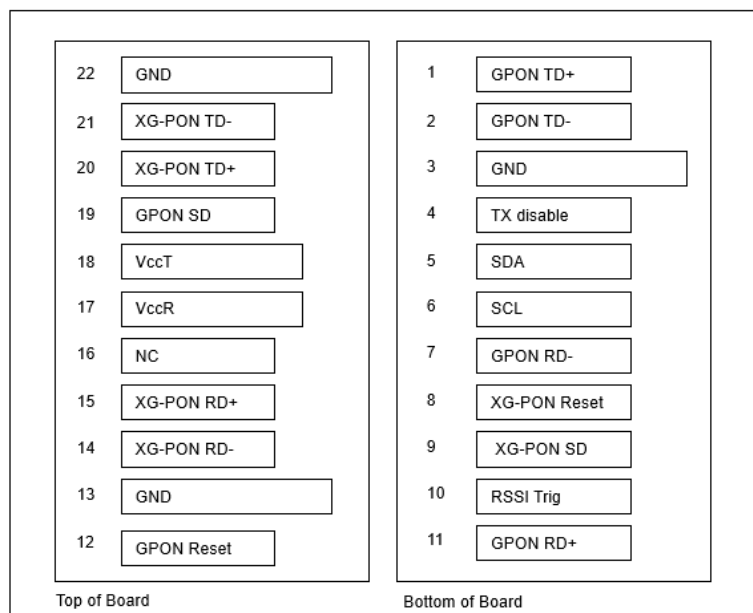 22 GND
21 XG-PON TD-
20 XG-PON TD+
19 GPON SD
18 VccT
17 VccR
16 NC
15 XG-PON RD+
14 XG-PON RD-
13 GND
12 GPON Reset
Top of Board
1 GPON TD+
2 GPON TD-
3 GND
4 TX disable
5 SDA
6 SCL
7 GPON RD-
8 XG-PON Reset
9 XG-PON SD
10 RSSI Trig
11 GPON RD+
Bottom of Board